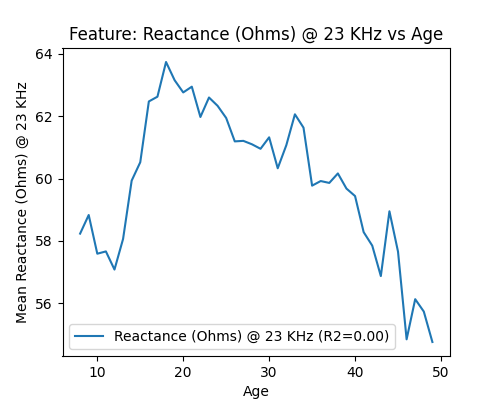 Feature: Reactance (Ohms) @ 23 KHz vs Age
Mean Reactance (Ohms) @ 23 KHz
64
62
60
58
56
Reactance (Ohms) @ 23 KHz (R2=0.00)
10
20
30
40
50
Age